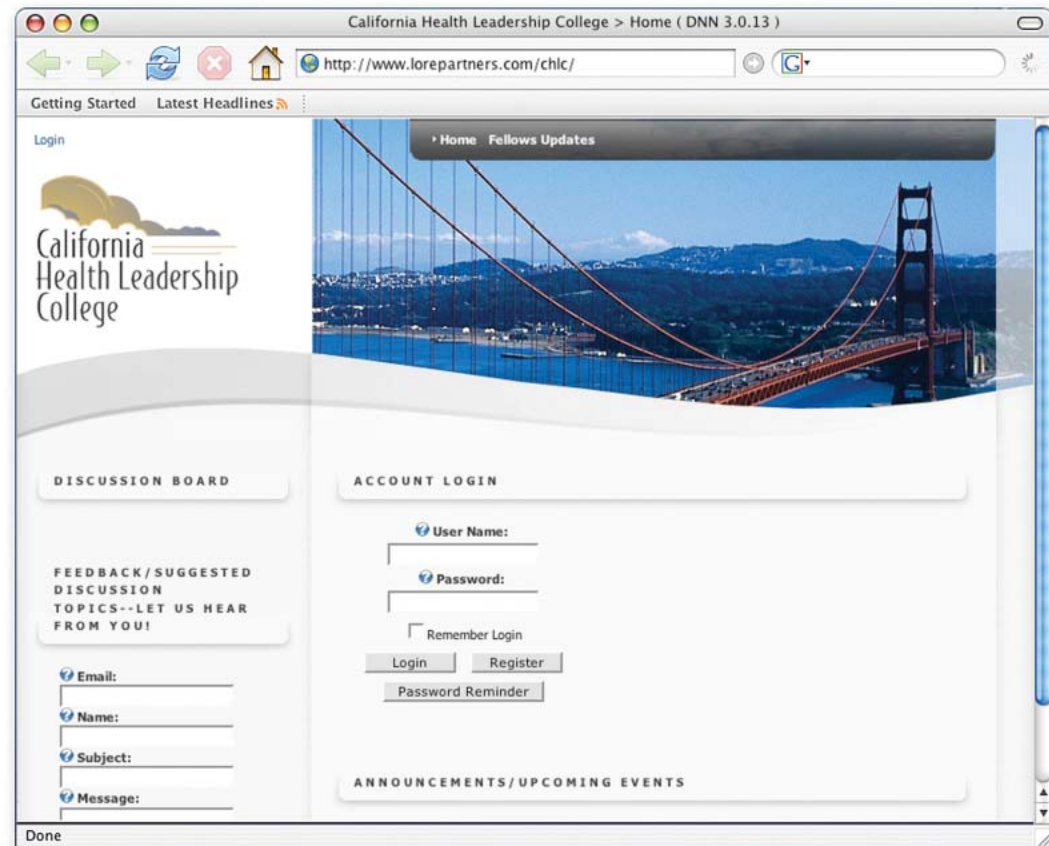 California Health Leadership College > Home ( DNN 3.0.13 )
http://www.lorepartners.com/chlc/
G
Getting Started Latest Headlines
Login
Home Fellows Updates
California
Health Leadership
College
DISCUSSION BOARD
FEEDBACK/SUGGESTED
DISCUSSION
TOPICS--LET US HEAR
FROM YOU!
Email:
Name:
Subject:
Message:
ACCOUNT LOGIN
User Name:
Password:
Remember Login
Login Register
Password Reminder
ANNOUNCEMENTS/UPCOMING EVENTS
Done